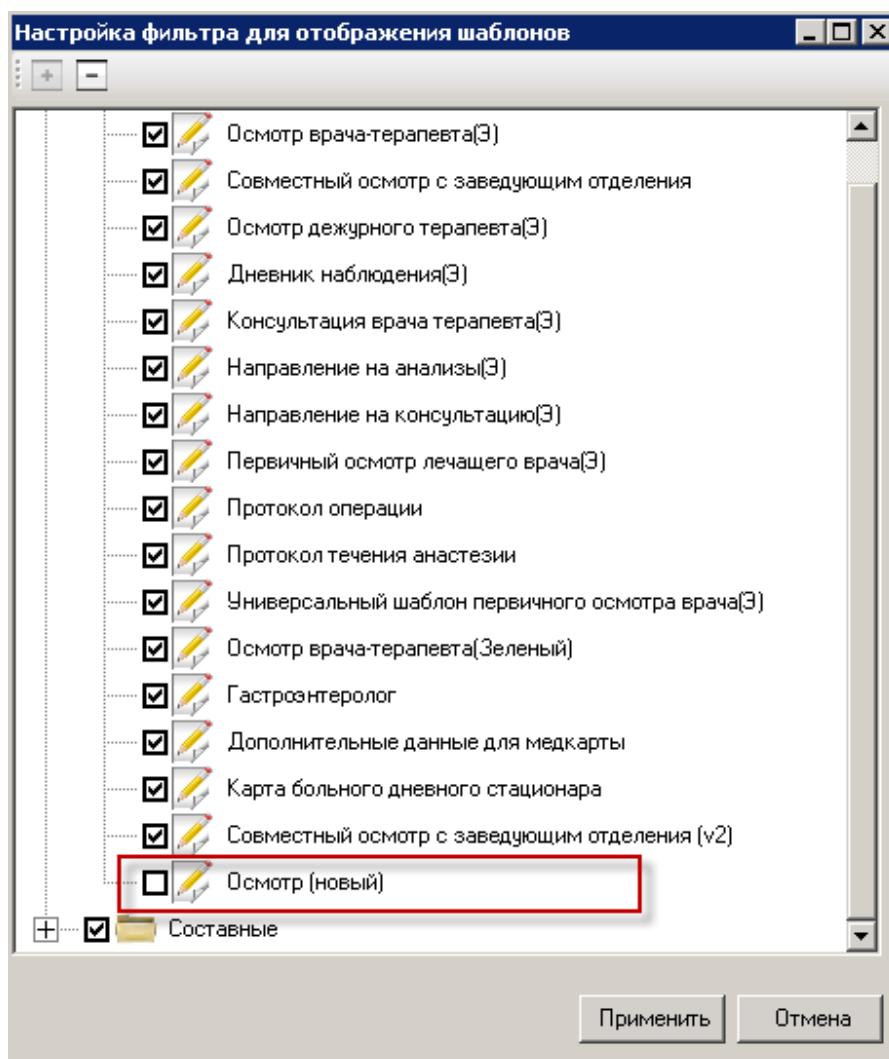 Настройка фильтра для отображения шаблонов
Осмотр врача-терапевта(Э)
Совместный осмотр с заведующим отделения
Осмотр дежурного терапевта(Э)
Дневник наблюдения(Э)
Консультация врача терапевта(Э)
Направление на анализы(Э)
Направление на консультацию(Э)
Первичный осмотр лечащего врача(Э)
Протокол операции
Протокол течения анастезии
Универсальный шаблон первичного осмотра врача(Э)
Осмотр врача-терапевта(Зеленый)
Гастроэнтеролог
Дополнительные данные для медкарты
Карта больного дневного стационара
Совместный осмотр с заведующим отделения (v2)
Осмотр (новый)
Составные
Применить Отмена